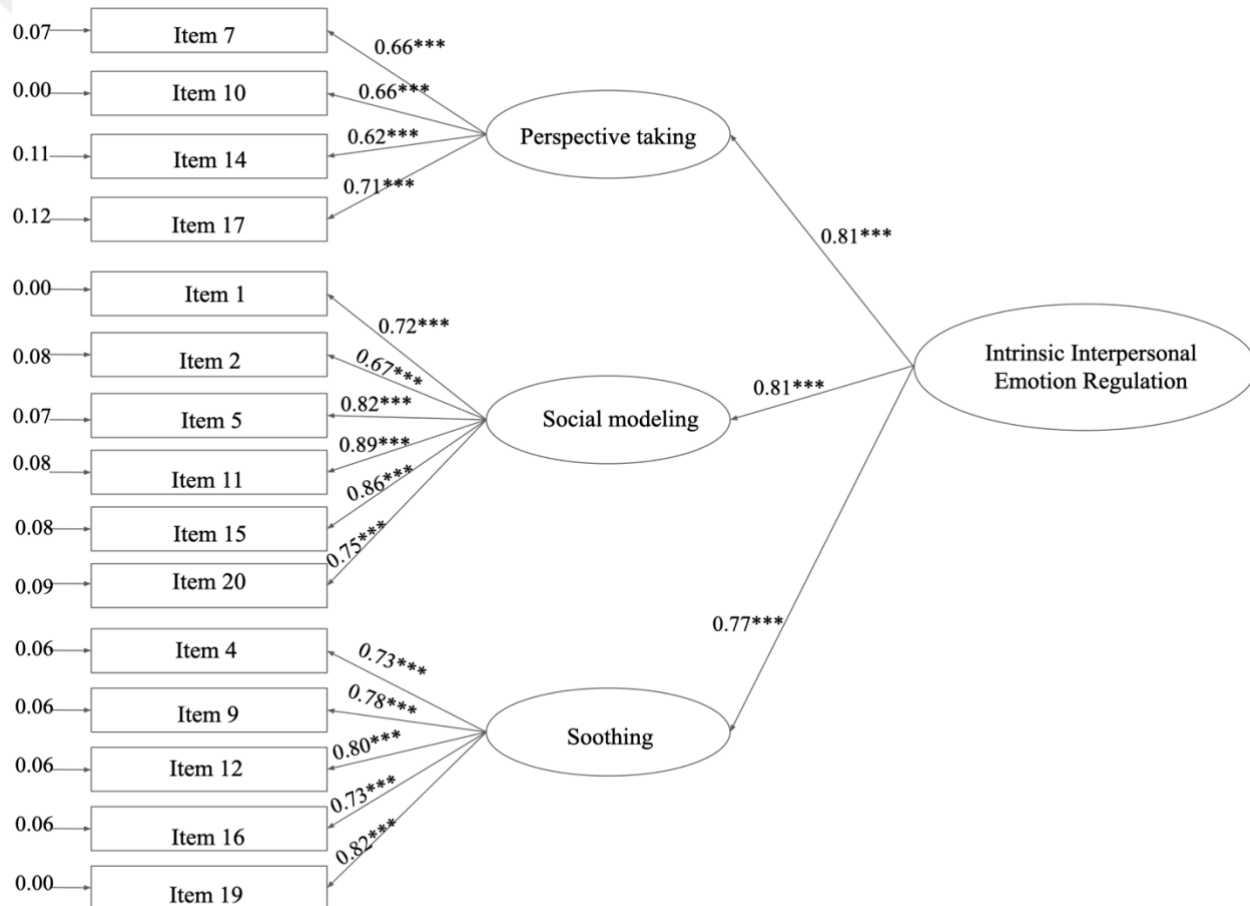 0.07
Item 7
0.66***
0.00
Item 10
0.66***
0.11
Item 14
0.62***
0.12
Item 17
0.71***
Perspective taking
0.81***
0.00
Item 1
0.72***
0.08
Item 2
0.67***
0.07
Item 5
0.82***
0.08
Item 11
0.89***
0.08
Item 15
0.86***
0.09
Item 20
0.75***
Social modeling
0.81***
Intrinsic Interpersonal
Emotion Regulation
0.06
Item 4
0.73***
0.06
Item 9
0.78***
0.06
Item 12
0.80***
0.06
Item 16
0.73***
0.00
Item 19
0.82***
Soothing
0.77***